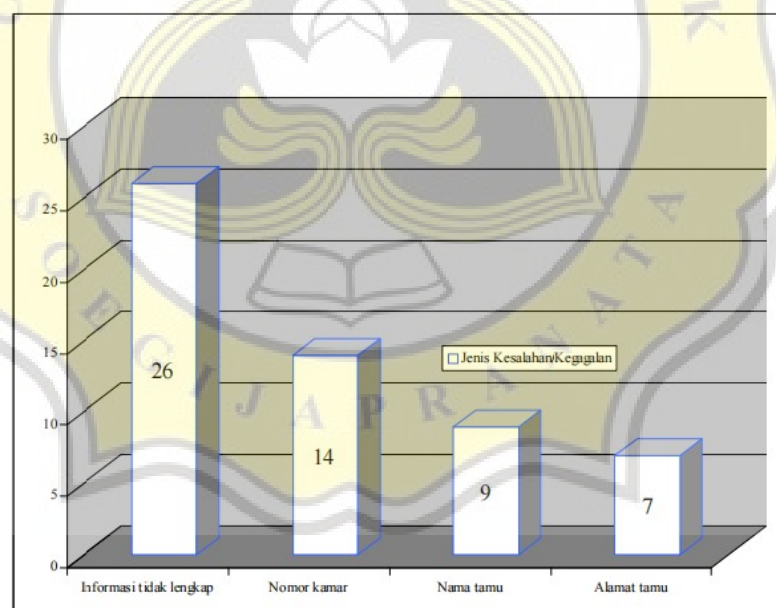 30
25
20
15
10
5
0
26
14
9
7
Jenis Kesalahan/Kegagalan
Informasi tidak lengkap
Nomor kamar
Nama tamu
Alamat tamu
SOEGIJAPRANATA
K